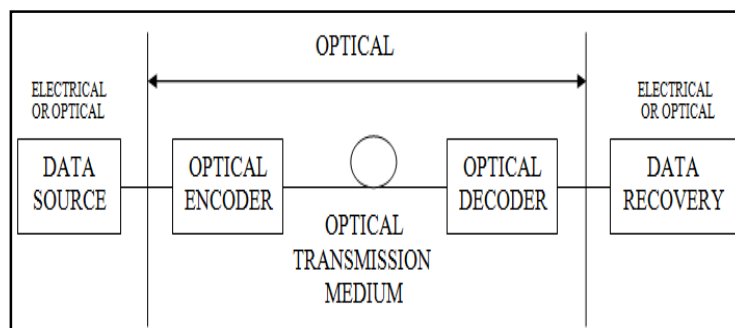 OPTICAL
ELECTRICAL
OR OPTICAL
DATA
SOURCE
OPTICAL
ENCODER
OPTICAL
TRANSMISSION
MEDIUM
OPTICAL
DECODER
ELECTRICAL
OR OPTICAL
DATA
RECOVERY